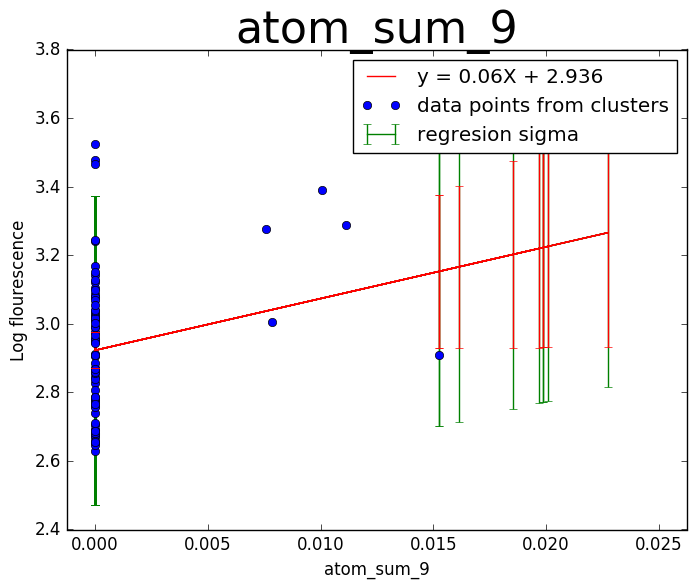 atom_sum_9
y = 0.06X + 2.936
data points from clusters
regresion sigma
Log flourescence
3.8
3.6
3.4
3.2
3.0
2.8
2.6
2.4
0.000 0.005 0.010 0.015 0.020 0.025
atom_sum_9